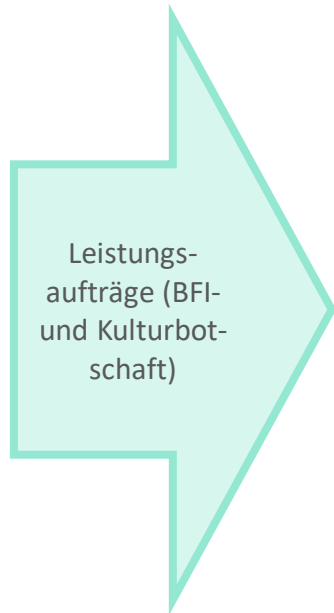 Leistungs-
aufträge (BFI-
und Kulturbot-
schaft)